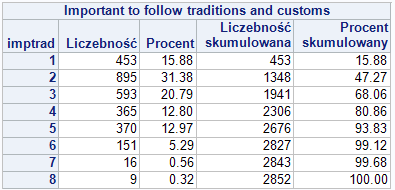 Important to follow traditions and customs
imptrad Liczebność Procent Liczebność skumulowana Procent skumulowany
1 453 15.88 453 15.88
2 895 31.38 1348 47.27
3 593 20.79 1941 68.06
4 365 12.80 2306 80.86
5 370 12.97 2676 93.83
6 151 5.29 2827 99.12
7 16 0.56 2843 99.68
8 9 0.32 2852 100.00